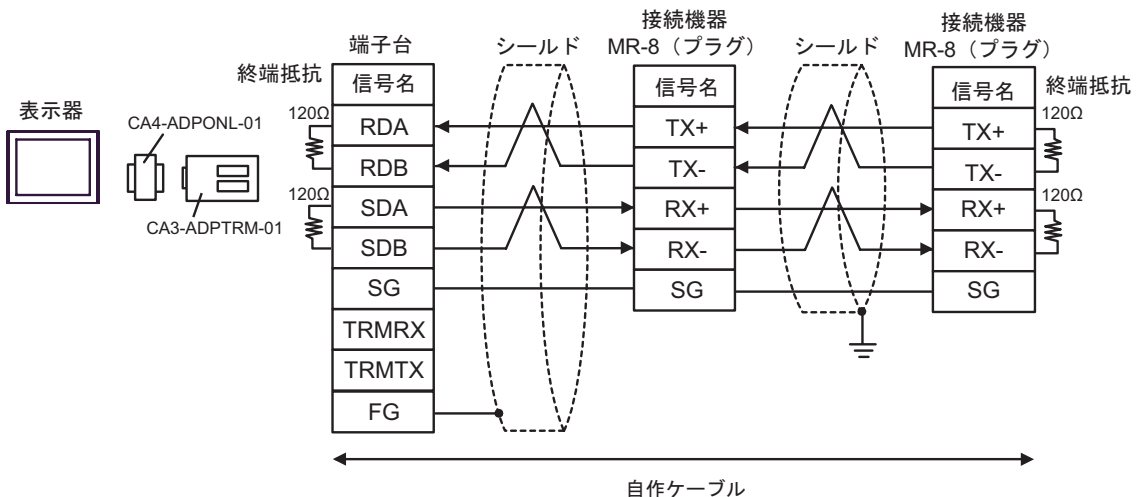 表示器
CA4-ADPONL-01
CA3-ADPTRM-01
終端抵抗
120Ω
120Ω
端子台
信号名
RDA
RDB
SDA
SDB
SG
TRMRX
TRMTX
FG
シールド
接続機器
MR-8（プラグ）
信号名
TX+
TX-
RX+
RX-
SG
シールド
接続機器
MR-8（プラグ）
信号名
TX+
TX-
RX+
RX-
SG
終端抵抗
120Ω
120Ω
自作ケーブル